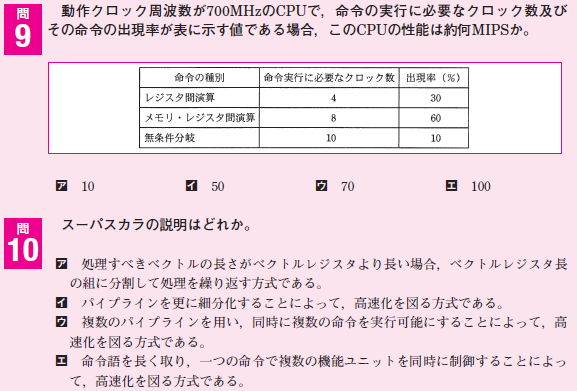 問
9
動作クロック周波数が700MHzのCPUで，命令の実行に必要なクロック数及び
その命令の出現率が表に示す値である場合，このCPUの性能は約何MIPSか。
命令の種別 命令実行に必要なクロック数 出現率（%）
レジスタ間演算 4 30
メモリ・レジスタ間演算 8 60
無条件分岐 10 10
ア 10 イ 50 ウ 70 エ 100
問
10
スーパスカラの説明はどれか。
ア 処理すべきベクトルの長さがベクトルレジスタより長い場合，ベクトルレジスタ長
の組に分割して処理を繰り返す方式である。
イ パイプラインを更に細分化することによって，高速化を図る方式である。
ウ 複数のパイプラインを用い，同時に複数の命令を実行可能にすることによって，高
速化を図る方式である。
エ 命令語を長く取り，一つの命令で複数の機能ユニットを同時に制御することによっ
て，高速化を図る方式である。